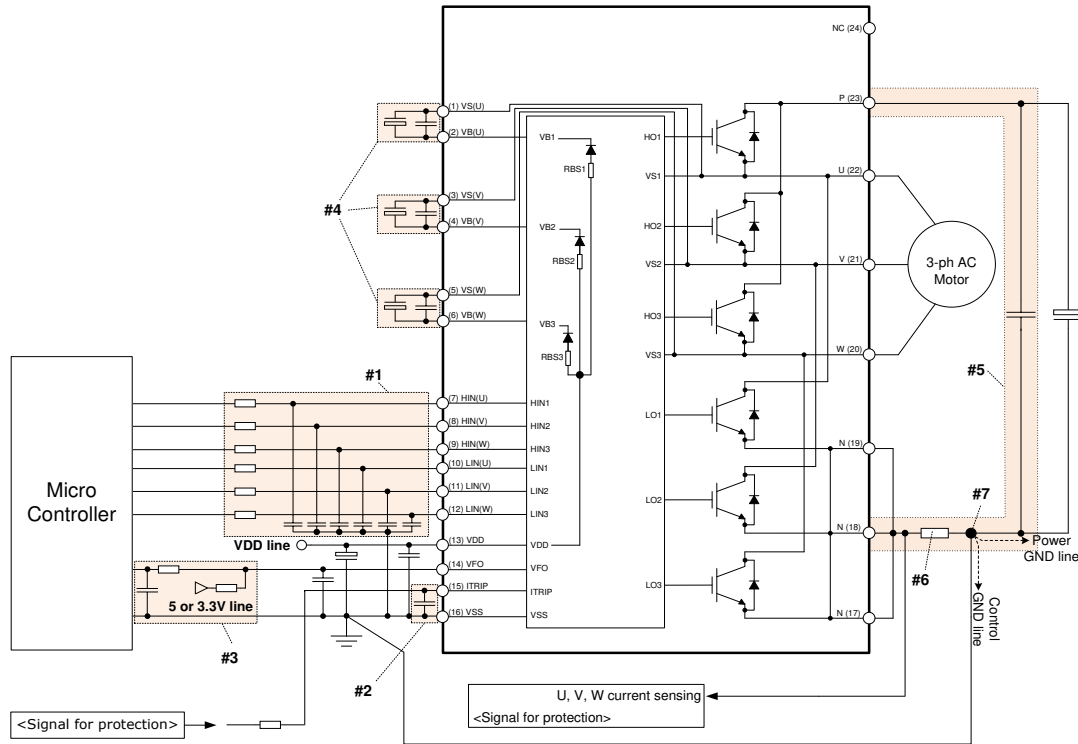 NC (24)
(1) VS(U)
P (23)
(2) VB(U)
VB1
HO1
RBS1
VS1
U (22)
(3) VS(V)
#4
(4) VB(V)
VB2
HO2
RBS2
VS2
V (21)
3-ph AC
Motor
(5) VS(W)
(6) VB(W)
VB3
HO3
RBS3
VS3
W (20)
#1
#5
(7) HIN(U)
HIN1
LO1
(8) HIN(V)
HIN2
(9) HIN(W)
HIN3
N (19)
(10) LIN(U)
LIN1
Micro
Controller
(11) LIN(V)
LIN2
LO2
(12) LIN(W)
LIN3
#7
N (18)
VDD line
(13) VDD
VDD
Power
GND line
#6
(14) VFO
VFO
LO3
5 or 3.3V line
(15) ITRIP
ITRIP
Control
GND line
(16) VSS
VSS
N (17)
#3
#2
U, V, W current sensing
<Signal for protection>
<Signal for protection>